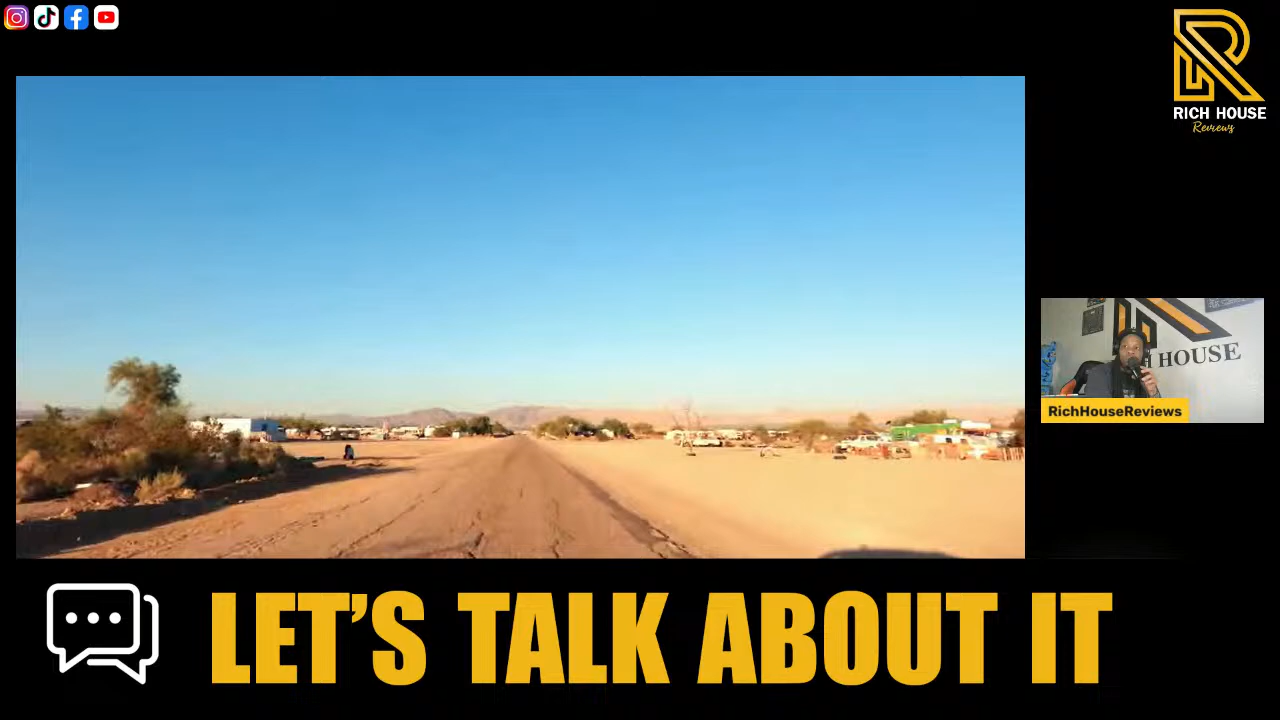 RICH HOUSE
Reviews
H HOUSE
RichHouseReviews
LET'S TALK ABOUT IT